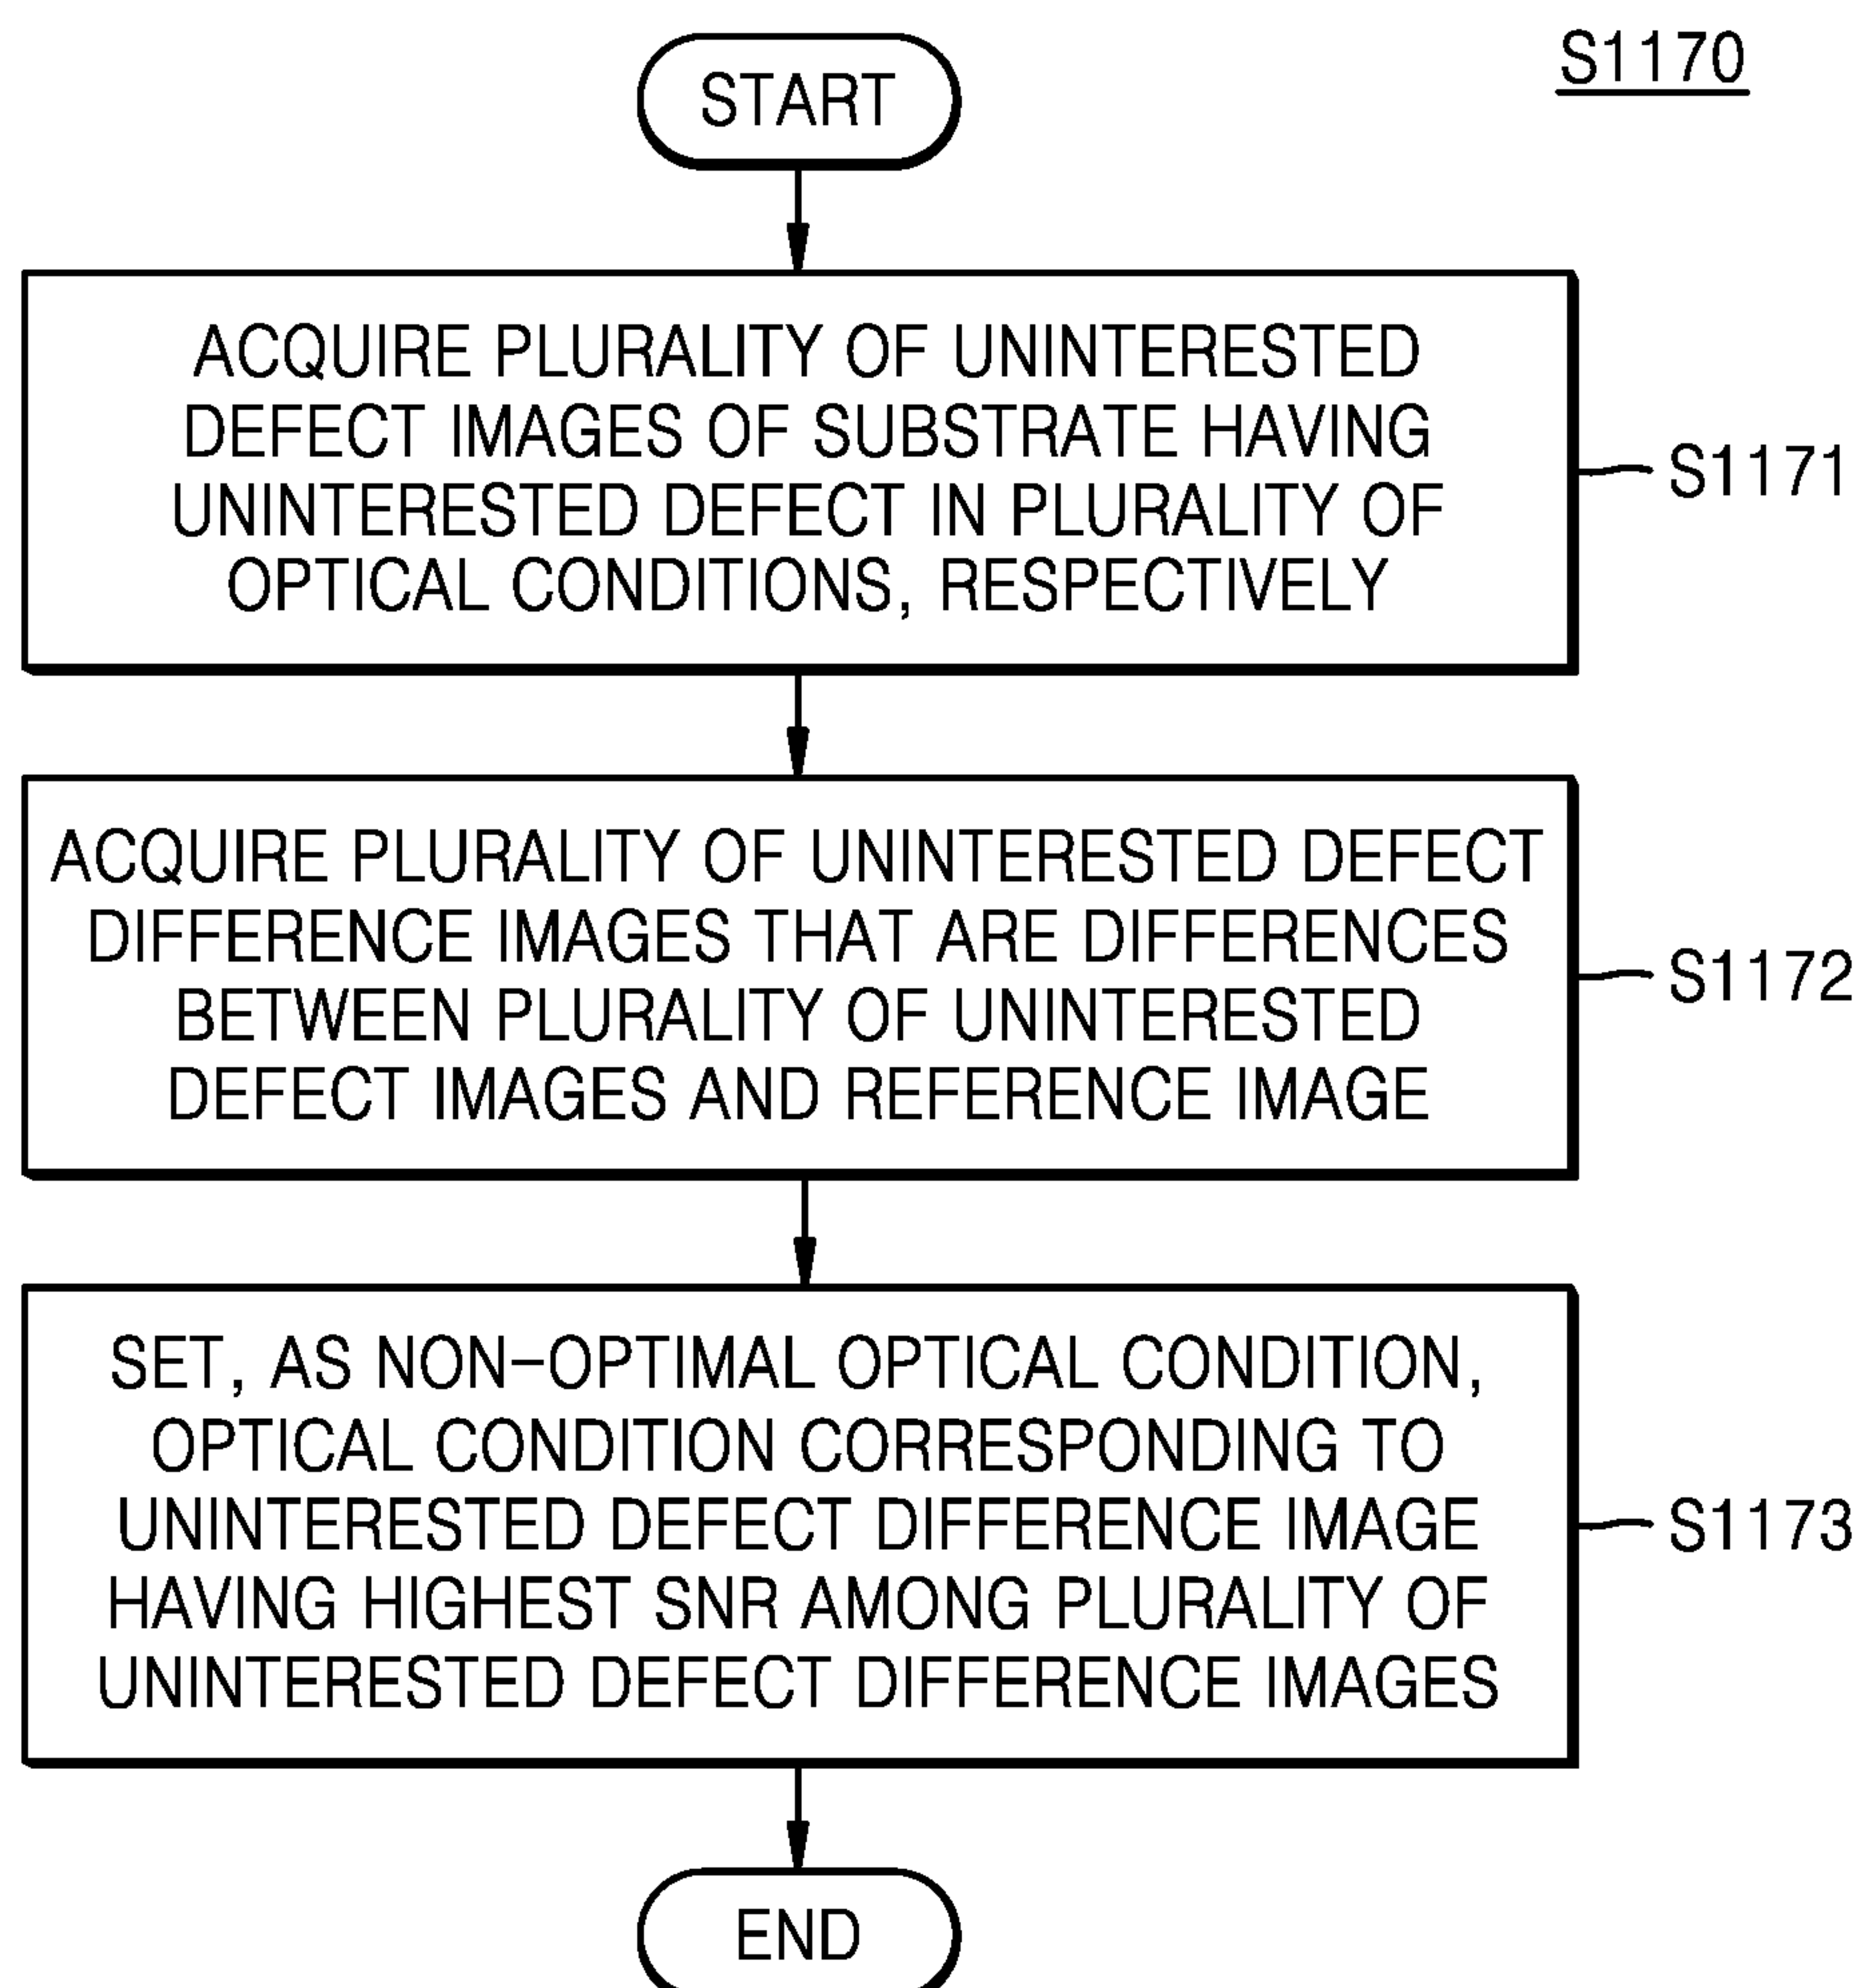 S1170
START
ACQUIRE PLURALITY OF UNINTERESTED
DEFECT IMAGES OF SUBSTRATE HAVING
UNINTERESTED DEFECT IN PLURALITY OF
OPTICAL CONDITIONS, RESPECTIVELY
S1171
ACQUIRE PLURALITY OF UNINTERESTED DEFECT
DIFFERENCE IMAGES THAT ARE DIFFERENCES
BETWEEN PLURALITY OF UNINTERESTED
DEFECT IMAGES AND REFERENCE IMAGE
S1172
SET, AS NON-OPTIMAL OPTICAL CONDITION,
OPTICAL CONDITION CORRESPONDING TO
UNINTERESTED DEFECT DIFFERENCE IMAGE
HAVING HIGHEST SNR AMONG PLURALITY OF
UNINTERESTED DEFECT DIFFERENCE IMAGES
S1173
END